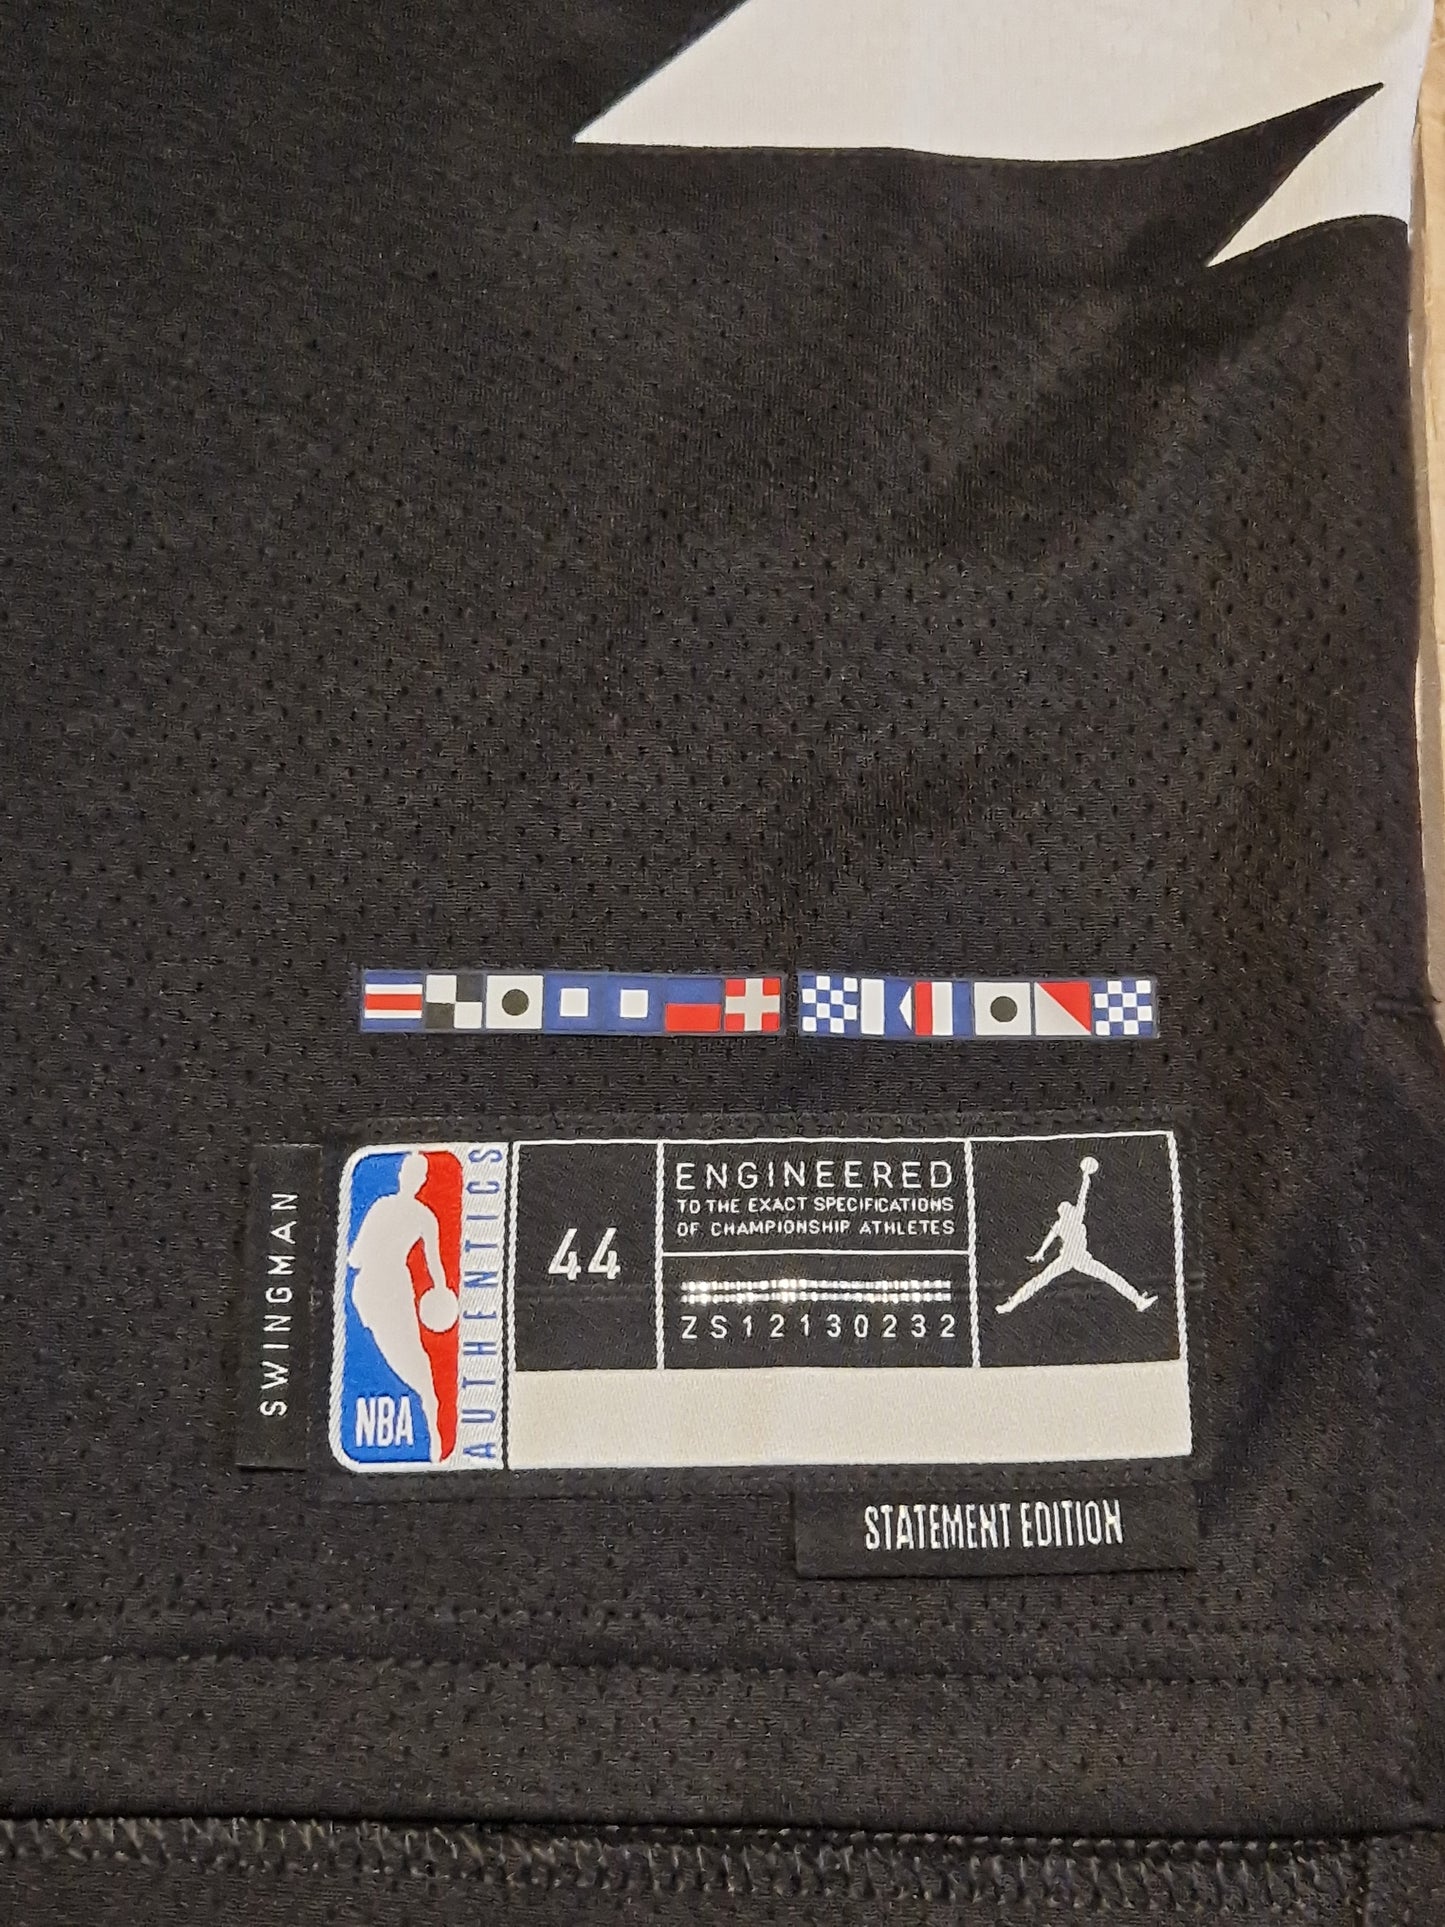 SWINGMAN
NBA
AUTHENTICS
44
ENGINEERED
TO THE EXACT SPECIFICATIONS
OF CHAMPIONSHIP ATHLETES
ZS12130232
STATEMENT EDITION